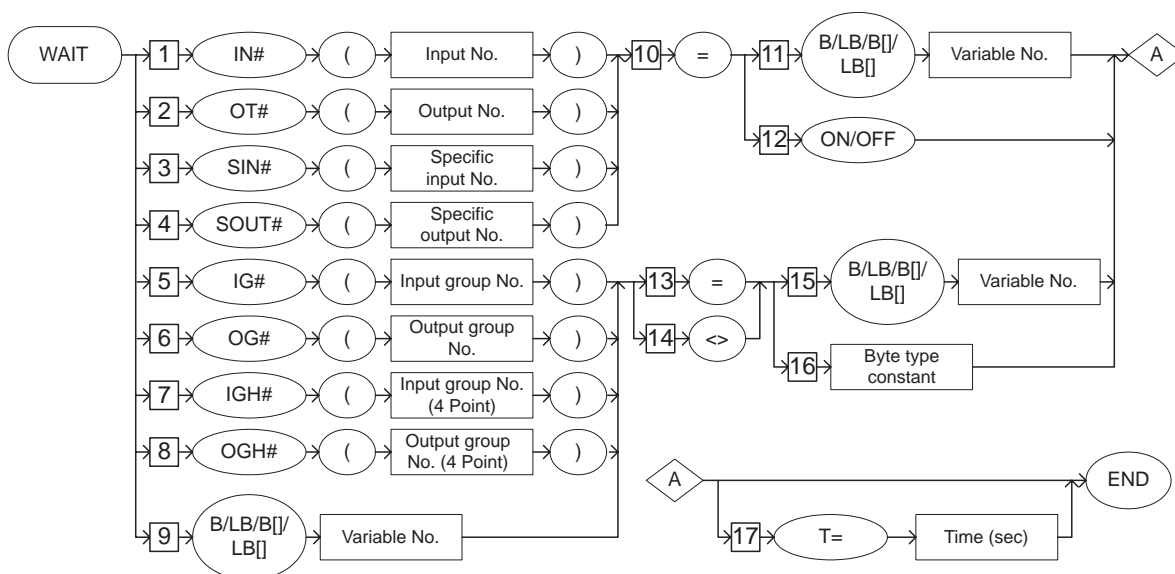 WAIT 1 IN# ( Input No. ) 10 = 11 B/LB/B[]/ LB[] Variable No. A
2 OT# ( Output No. ) 12 ON/OFF
3 SIN# ( Specific input No. )
4 SOUT# ( Specific output No. )
5 IG# ( Input group No. ) 13 = 15 B/LB/B[]/ LB[] Variable No.
6 OG# ( Output group No. ) 14 <> 16 Byte type constant
7 IGH# ( Input group No. (4 Point) )
8 OGH# ( Output group No. (4 Point) )
9 B/LB/B[]/ LB[] Variable No.
A END
17 T= Time (sec)